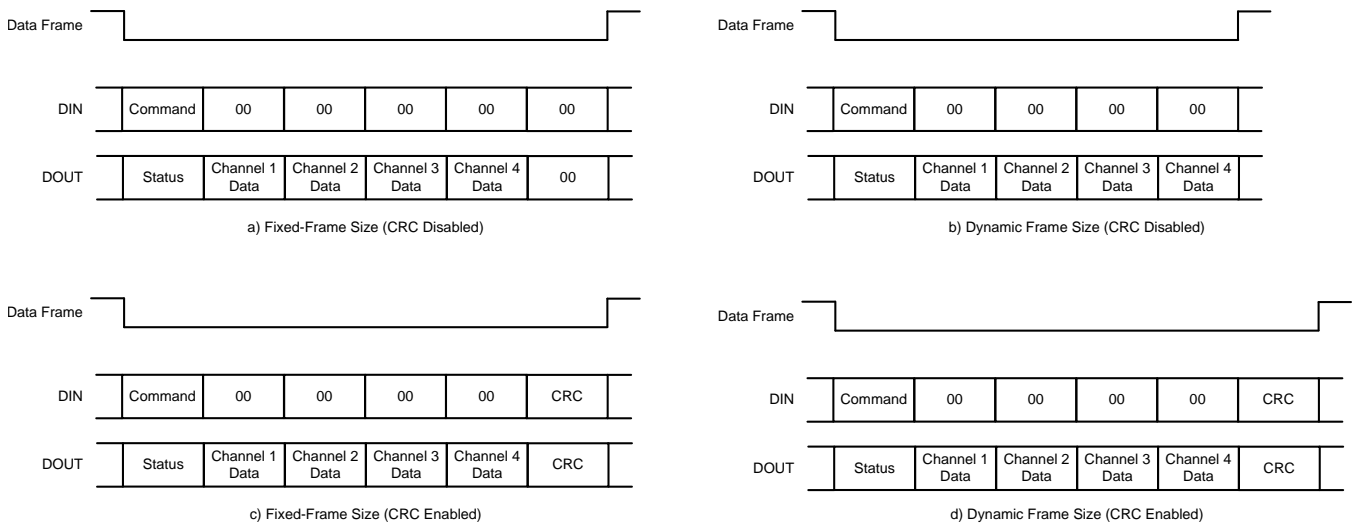 Data Frame
DIN
Command 00 00 00 00 00
DOUT
Status Channel 1 Data Channel 2 Data Channel 3 Data Channel 4 Data 00
a) Fixed-Frame Size (CRC Disabled)
Data Frame
DIN
Command 00 00 00 00
DOUT
Status Channel 1 Data Channel 2 Data Channel 3 Data Channel 4 Data
b) Dynamic Frame Size (CRC Disabled)
Data Frame
DIN
Command 00 00 00 00 CRC
DOUT
Status Channel 1 Data Channel 2 Data Channel 3 Data Channel 4 Data CRC
c) Fixed-Frame Size (CRC Enabled)
Data Frame
DIN
Command 00 00 00 00 CRC
DOUT
Status Channel 1 Data Channel 2 Data Channel 3 Data Channel 4 Data CRC
d) Dynamic Frame Size (CRC Enabled)